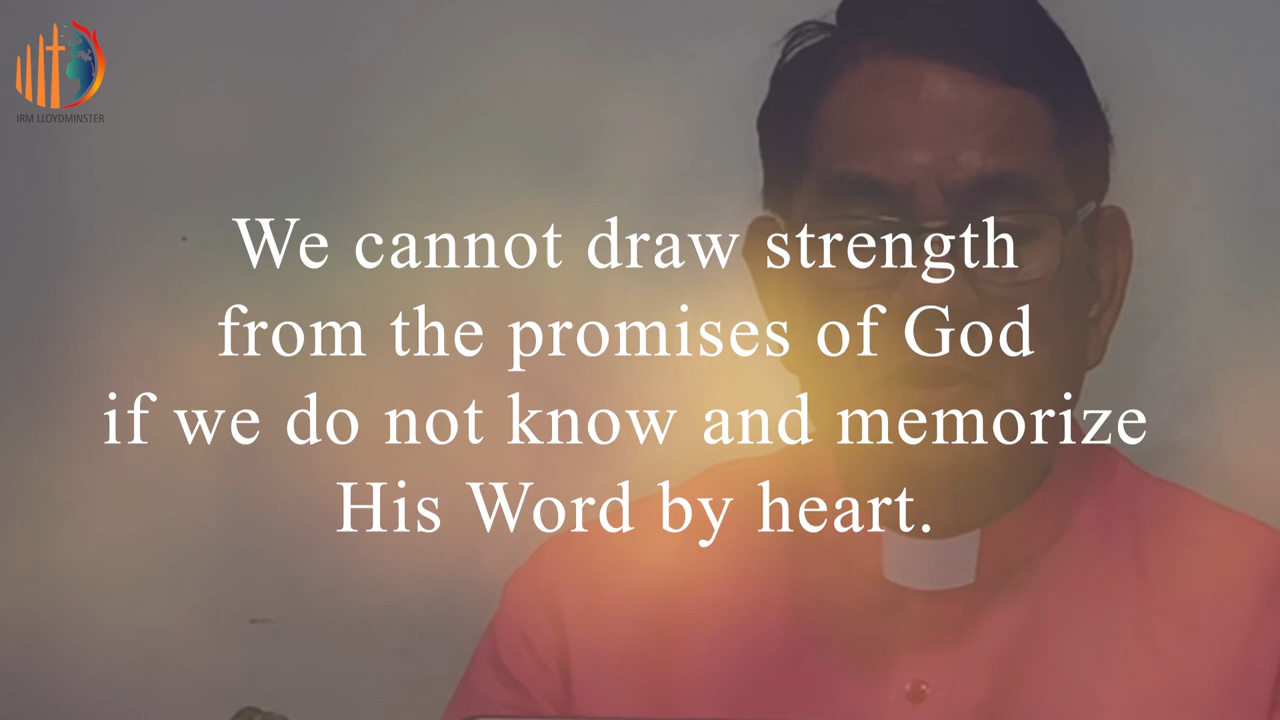 IRM LLOYDMINSTER
We cannot draw strength
from the promises of God
if we do not know and memorize
His Word by heart.